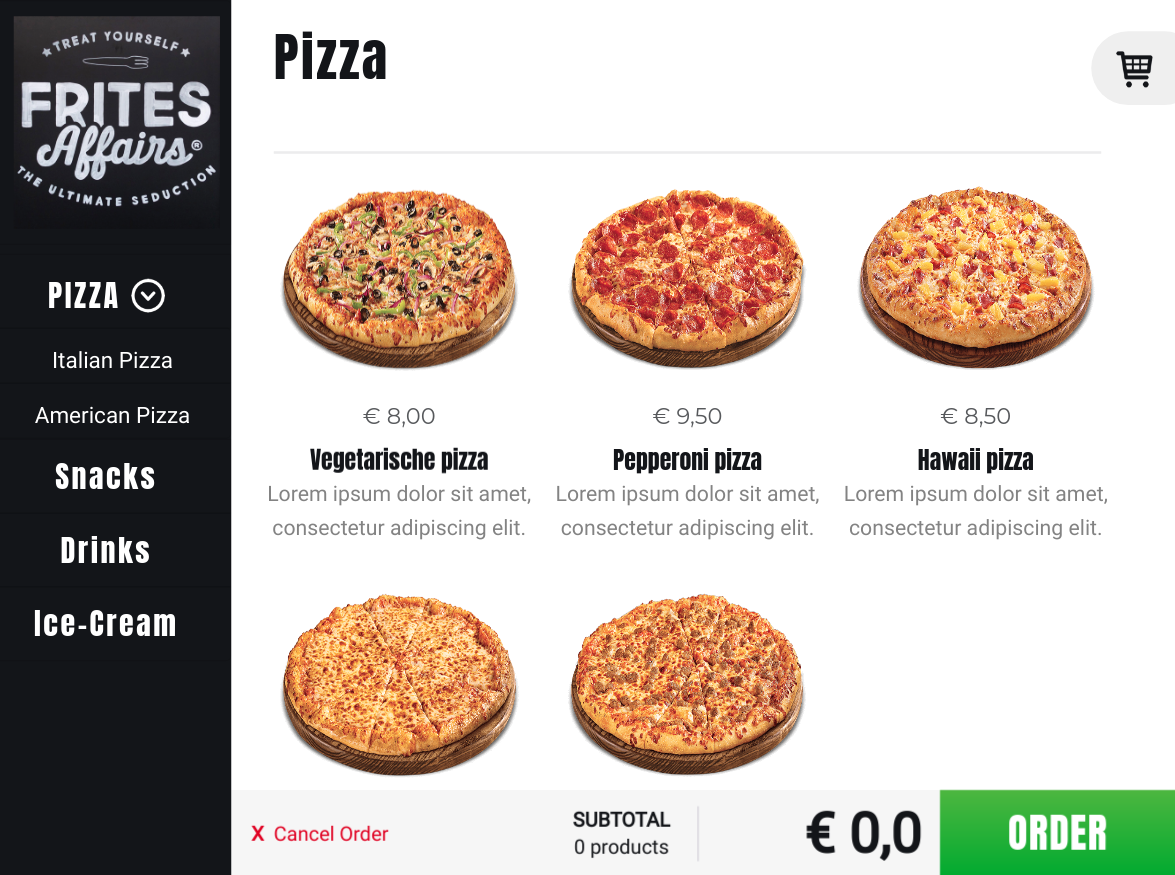 TREAT YOURSELF
FRITES
Affairs®
THE ULTIMATE SEDUCTION
PIZZA
Italian Pizza
American Pizza
Snacks
Drinks
Ice-Cream
Pizza
€ 8,00
Vegetarische pizza
Lorem ipsum dolor sit amet,
consectetur adipiscing elit.
€ 9,50
Pepperoni pizza
Lorem ipsum dolor sit amet,
consectetur adipiscing elit.
€ 8,50
Hawaii pizza
Lorem ipsum dolor sit amet,
consectetur adipiscing elit.
X Cancel Order
SUBTOTAL
0 products
€ 0,0
ORDER